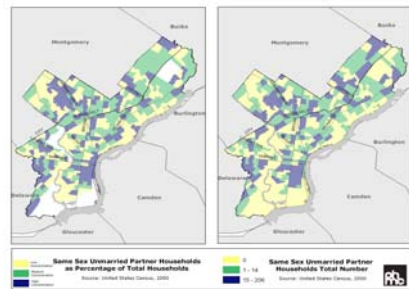 Bucks
Montgomery
Burlington
Delaware
Camden
Gloucester
Same Sex Unmarried Partner Households
as Percentage of Total Households
Source: United States Census, 2000
Bucks
Montgomery
Burlington
Delaware
Camden
Gloucester
0
1 - 14
15 - 206
Same Sex Unmarried Partner
Households Total Number
Source: United States Census, 2000